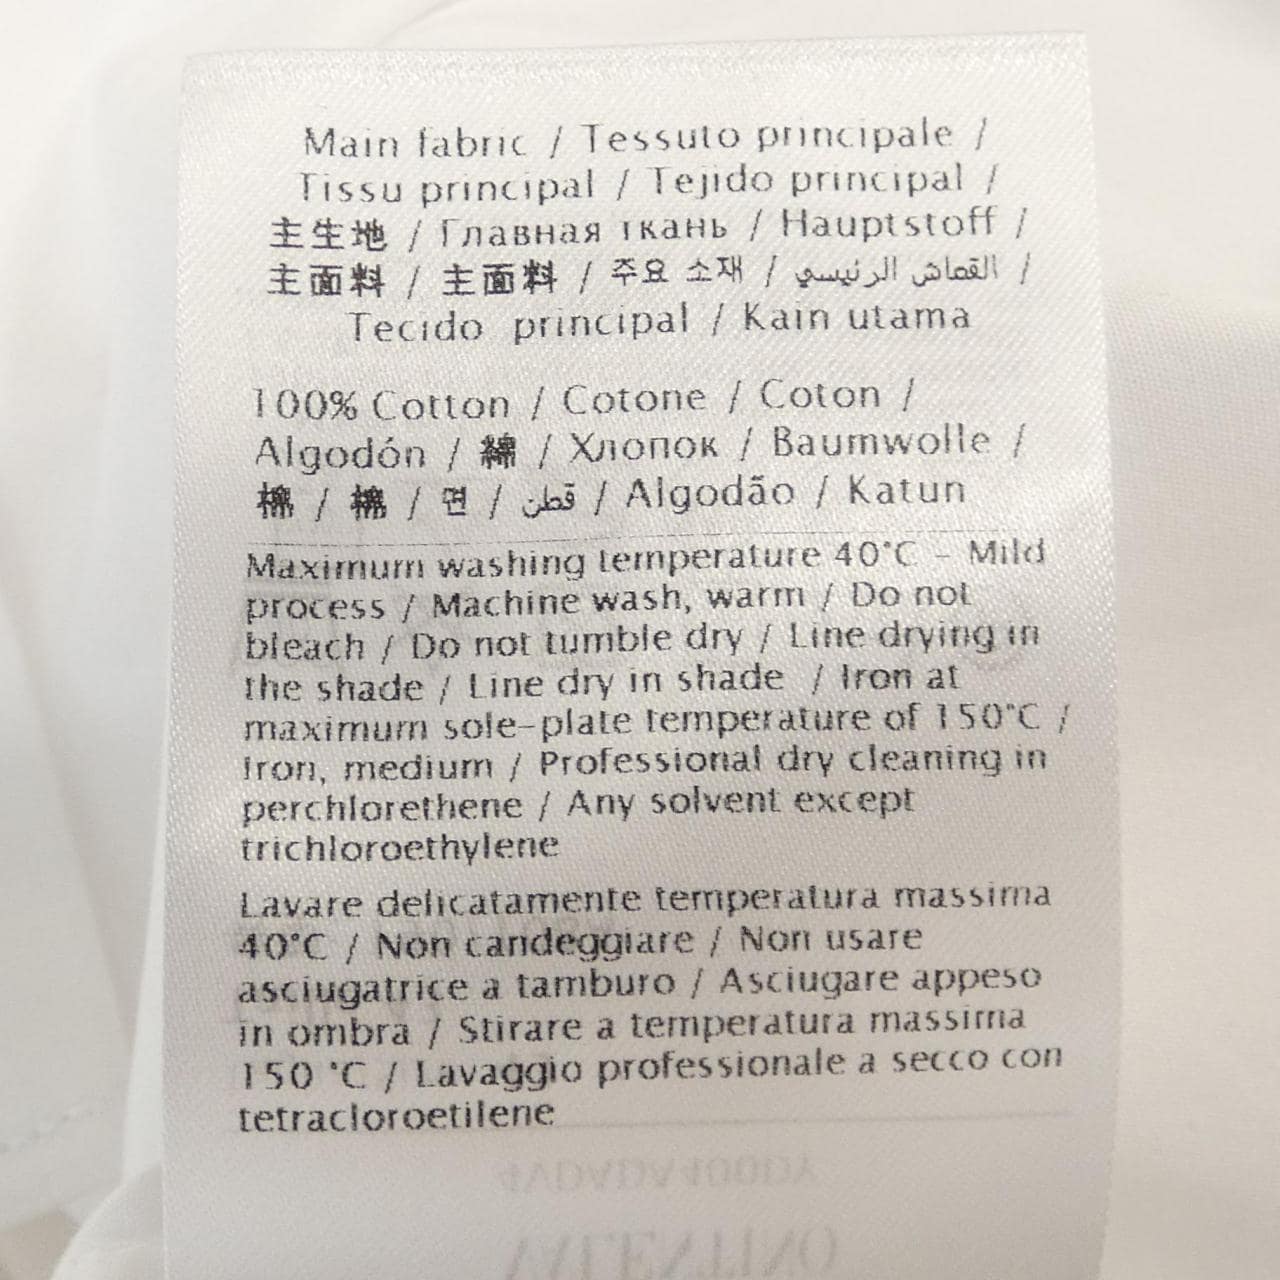 Main fabric / Tessuto principale /
Tissu principal / Tejido principal /
主生地 / Главная ткань / Hauptstoff /
主面料 / 主面料 / 주요 소재 / القماش الرئيسي /
Tecido principal / Kain utama
100% Cotton / Cotone / Coton /
Algodón / 綿 / Хлопок / Baumwolle /
棉 / 棉 / 면 / قطن / Algodão / Katun
Maximum washing temperature 40°C - Mild
process / Machine wash, warm / Do not
bleach / Do not tumble dry / Line drying in
the shade / Line dry in shade / Iron at
maximum sole-plate temperature of 150°C /
Iron, medium / Professional dry cleaning in
perchlorethene / Any solvent except
trichloroethylene
Lavare delicatamente temperatura massima
40°C / Non candeggiare / Non usare
asciugatrice a tamburo / Asciugare appeso
in ombra / Stirare a temperatura massima
150 °C / Lavaggio professionale a secco con
tetracloroetilene
VALENTINO